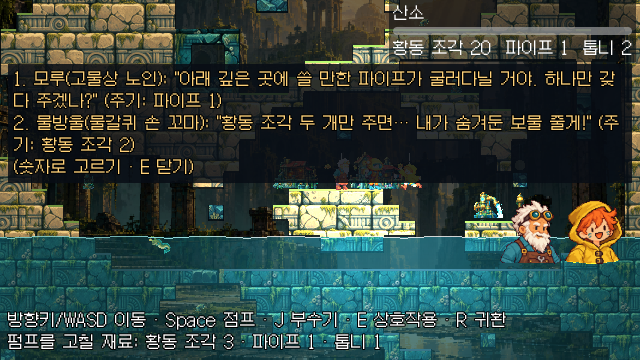 산소
황동 조각 20 파이프 1 톱니 2
1. 모루(고물상 노인): "아래 깊은 곳에 쓸 만한 파이프가 굴러다닐 거야. 하나만 갖
다 주겠나?" (주기: 파이프 1)
2. 물방울(물갈퀴 손 꼬마): "황동 조각 두 개만 주면… 내가 숨겨둔 보물 줄게!" (주
기: 황동 조각 2)
(숫자로 고르기 · E 닫기)
방향키/WASD 이동 · Space 점프 · J 부수기 · E 상호작용 · R 귀환
펌프를 고칠 재료: 황동 조각 3 · 파이프 1 · 톱니 1